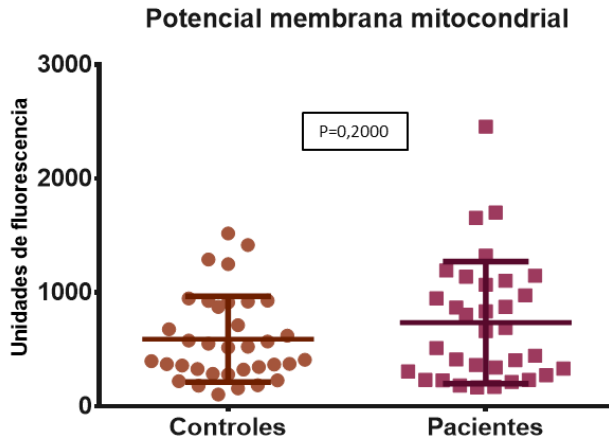 Potencial membrana mitocondrial
Unidades de fluorescencia
3000
2000
1000
0
P=0,2000
Controles
Pacientes